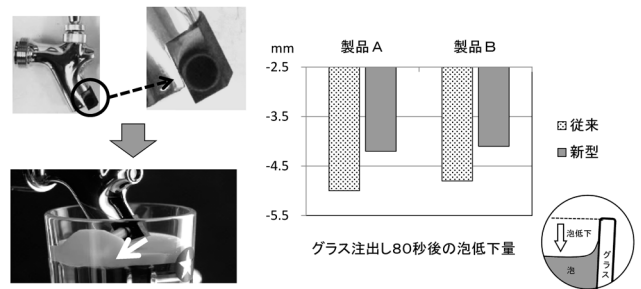 mm
製品A
製品B
-2.5
-3.5
-4.5
-5.5
従来
新型
グラス注出し80秒後の泡低下量
泡低下
泡
グラス